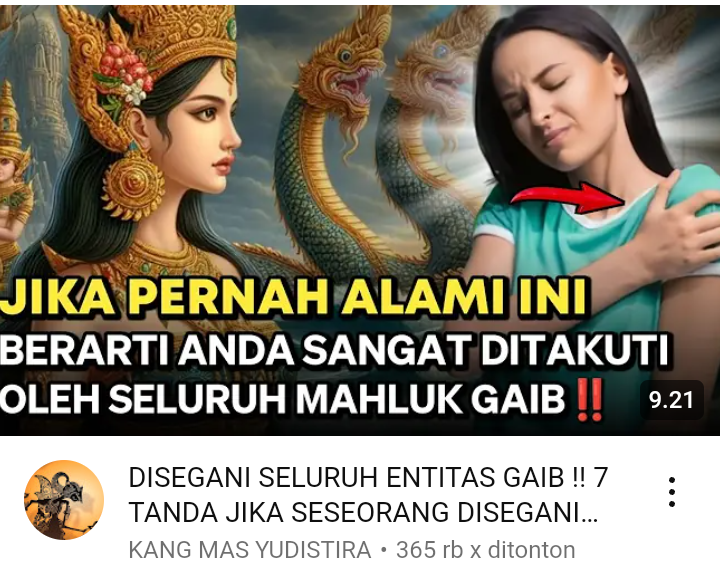 JIKA PERNAH ALAMI INI
BERARTI ANDA SANGAT DITAKUTI
OLEH SELURUH MAHLUK GAIB ‼
9.21
DISEGANI SELURUH ENTITAS GAIB !! 7
TANDA JIKA SESEORANG DISEGANI...
KANG MAS YUDISTIRA • 365 rb x ditonton